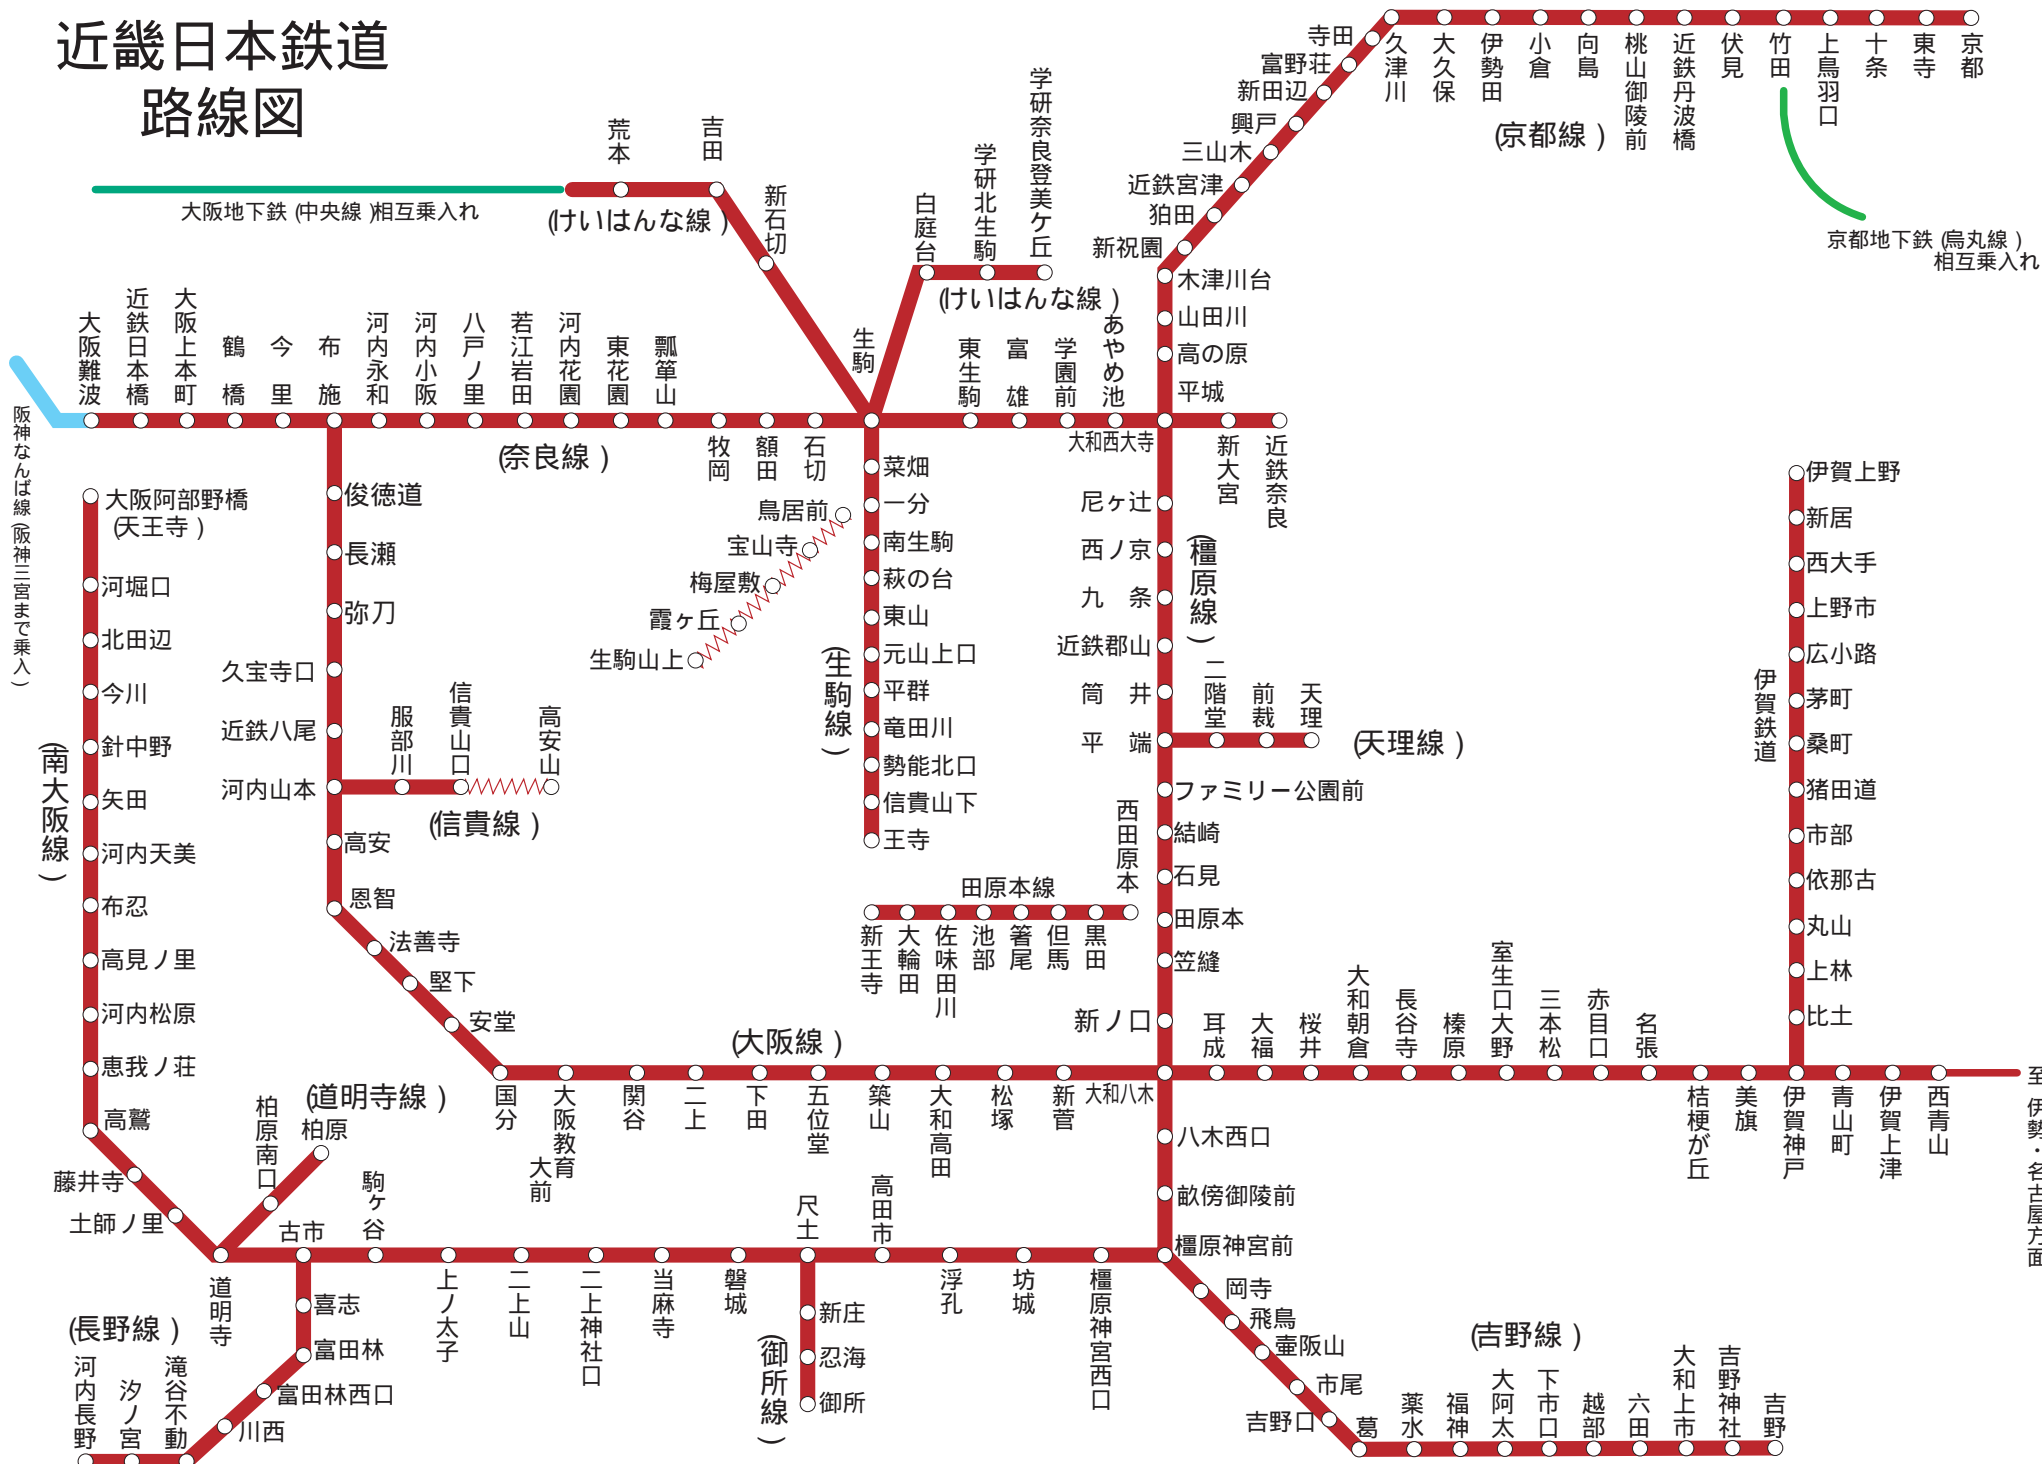 近畿日本鉄道
路線図
大阪地下鉄(中央線)相互乗入れ
荒本
吉田
(けいはんな線)
新石切
白庭台
学研北生駒
学研奈良登美ケ丘
(けいはんな線)
寺田
富野荘
新田辺
興戸
三山木
近鉄宮津
狛田
新祝園
木津川台
山田川
高の原
平城
久津川
大久保
伊勢田
小倉
向島
桃山御陵前
近鉄丹波橋
伏見
竹田
上鳥羽口
十条
東寺
京都
(京都線)
京都地下鉄(烏丸線)
相互乗入れ
阪神なんば線(阪神三宮まで乗入)
大阪難波
近鉄日本橋
大阪上本町
鶴橋
今里
布施
河内永和
河内小阪
八戸ノ里
若江岩田
河内花園
東花園
瓢箪山
牧岡
額田
石切
生駒
東生駒
富雄
学園前
あやめ池
大和西大寺
新大宮
近鉄奈良
(奈良線)
大阪阿部野橋
(天王寺)
河堀口
北田辺
今川
針中野
矢田
河内天美
布忍
高見ノ里
河内松原
恵我ノ荘
高鷲
藤井寺
土師ノ里
道明寺
(南大阪線)
俊徳道
長瀬
弥刀
久宝寺口
近鉄八尾
河内山本
高安
恩智
法善寺
堅下
安堂
服部川
信貴山口
高安山
(信貴線)
鳥居前
宝山寺
梅屋敷
霞ヶ丘
生駒山上
菜畑
一分
南生駒
萩の台
東山
元山上口
平群
竜田川
勢能北口
信貴山下
王寺
(生駒線)
尼ヶ辻
西ノ京
九条
近鉄郡山
筒井
平端
(橿原線)
二階堂
前裁
天理
(天理線)
ファミリー公園前
結崎
石見
田原本
笠縫
新ノ口
西田原本
田原本線
新王寺
大輪田
佐味田川
池部
箸尾
但馬
黒田
伊賀上野
新居
西大手
上野市
広小路
茅町
桑町
猪田道
市部
依那古
丸山
上林
比土
伊賀鉄道
(大阪線)
国分
大阪教育
大前
関谷
二上
下田
五位堂
築山
大和高田
松塚
新菅
大和八木
耳成
大福
桜井
大和朝倉
長谷寺
榛原
室生口大野
三本松
赤目口
名張
桔梗が丘
美旗
伊賀神戸
青山町
伊賀上津
西青山
至 伊勢・名古屋方面
(道明寺線)
柏原南口
柏原
古市
駒ヶ谷
上ノ太子
二上山
二上神社口
当麻寺
磐城
尺土
高田市
浮孔
坊城
橿原神宮西口
八木西口
畝傍御陵前
橿原神宮前
喜志
富田林
富田林西口
川西
滝谷不動
汐ノ宮
河内長野
(長野線)
新庄
忍海
御所
(御所線)
岡寺
飛鳥
壷阪山
市尾
吉野口
葛
薬水
福神
大阿太
下市口
越部
六田
大和上市
吉野神社
吉野
(吉野線)